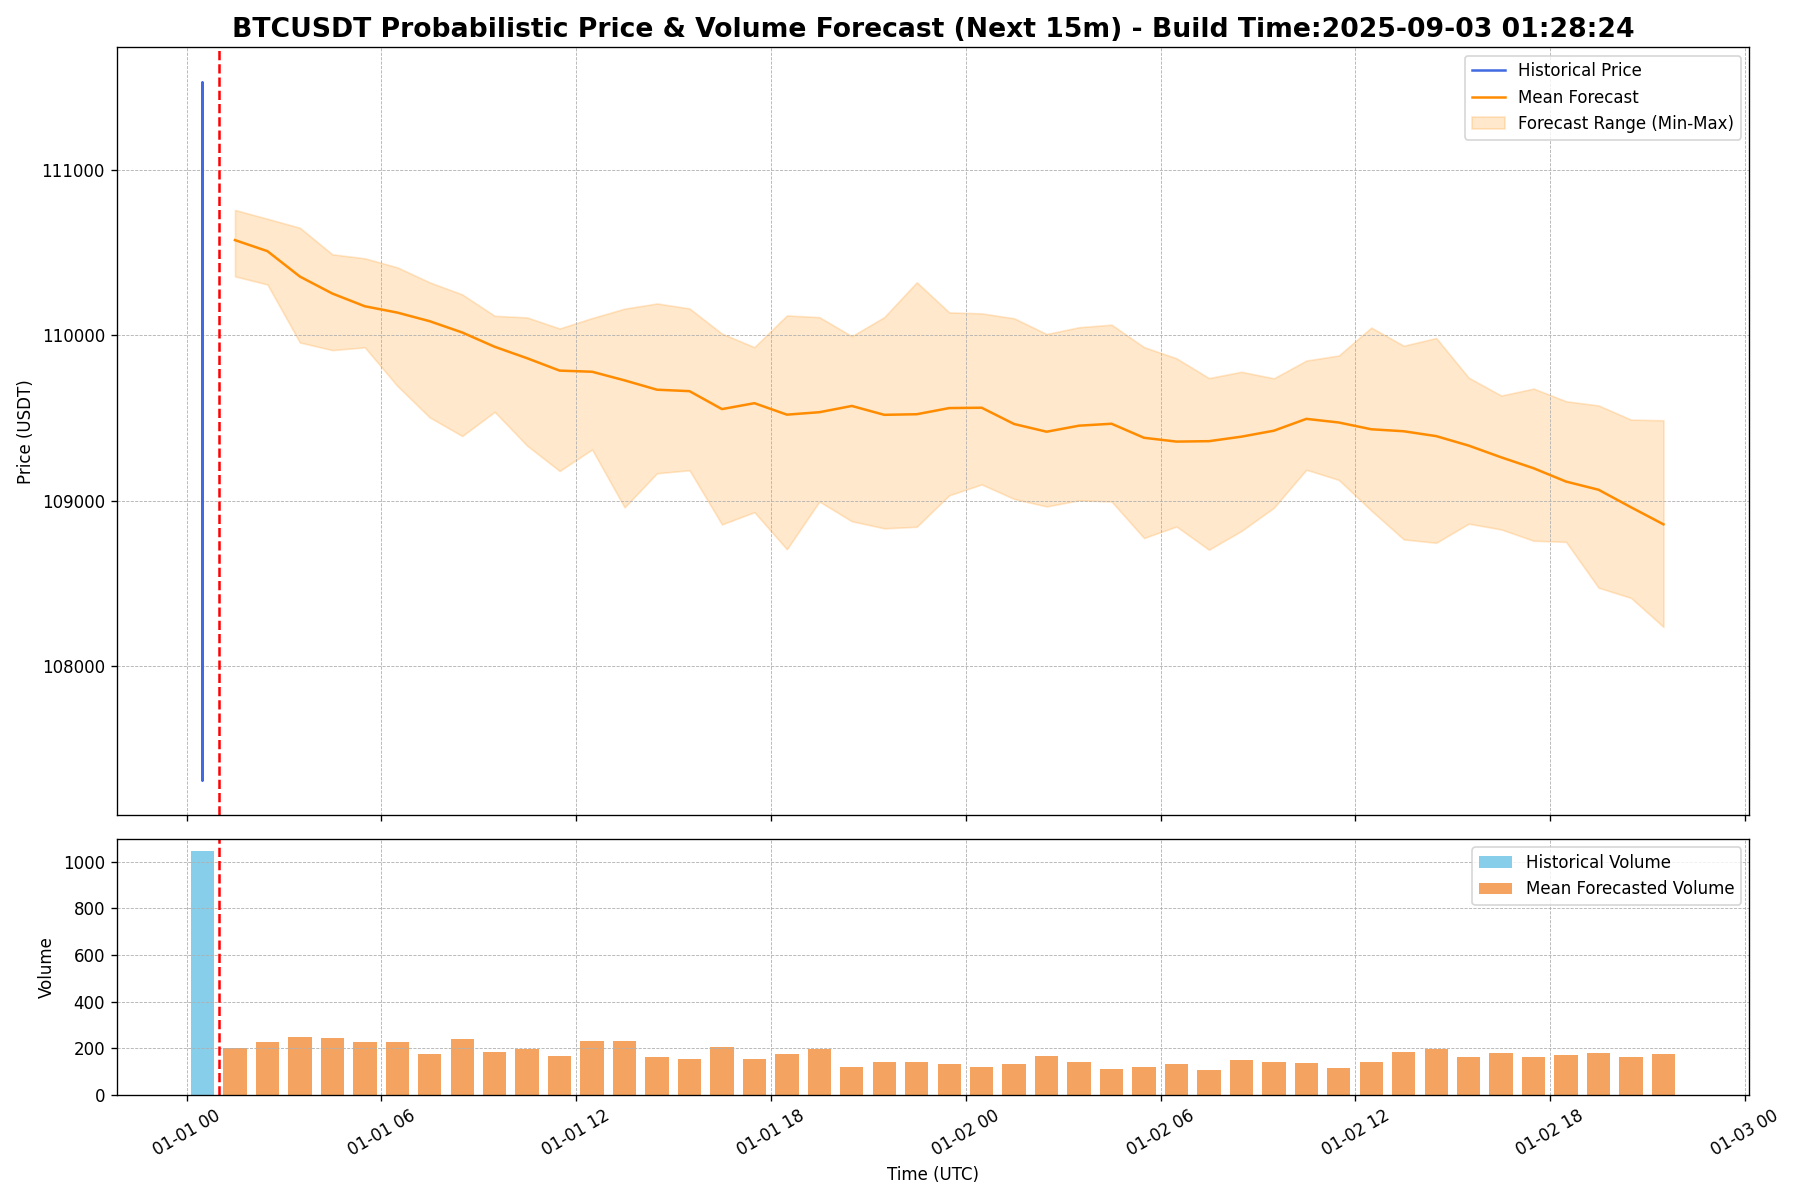 BTCUSDT Probabilistic Price & Volume Forecast (Next 15m) - Build Time:2025-09-03 01:28:24
Historical Price
Mean Forecast
Forecast Range (Min-Max)
111000
110000
109000
108000
Price (USDT)
Historical Volume
Mean Forecasted Volume
1000
800
600
400
200
0
Volume
01-01 00
01-01 06
01-01 12
01-01 18
01-02 00
01-02 06
01-02 12
01-02 18
01-03 00
Time (UTC)